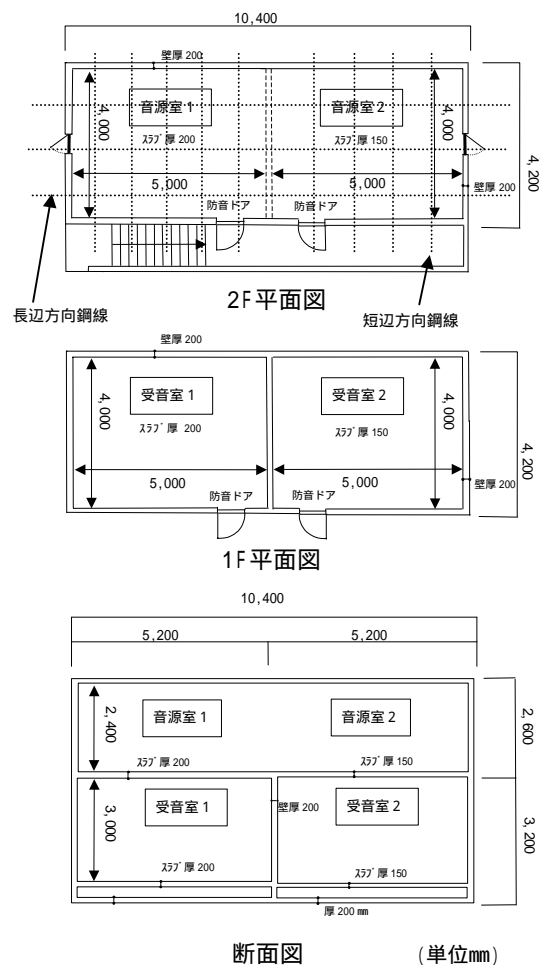 10,400
壁厚 200
4,000
音源室 1
音源室 2
4,000
ｽﾗﾌﾞ厚 200
ｽﾗﾌﾞ厚 150
4,200
5,000
5,000
壁厚 200
防音ドア
防音ドア
2F平面図
長辺方向鋼線
短辺方向鋼線
壁厚 200
4,000
受音室 1
受音室 2
4,000
ｽﾗﾌﾞ厚 200
ｽﾗﾌﾞ厚 150
4,200
5,000
5,000
壁厚 200
防音ドア
防音ドア
1F平面図
10,400
5,200
5,200
2,400
音源室 1
音源室 2
2,600
ｽﾗﾌﾞ厚 200
ｽﾗﾌﾞ厚 150
3,000
受音室 1
壁厚 200
受音室 2
3,200
ｽﾗﾌﾞ厚 200
ｽﾗﾌﾞ厚 150
厚 200 mm
断面図
(単位mm)